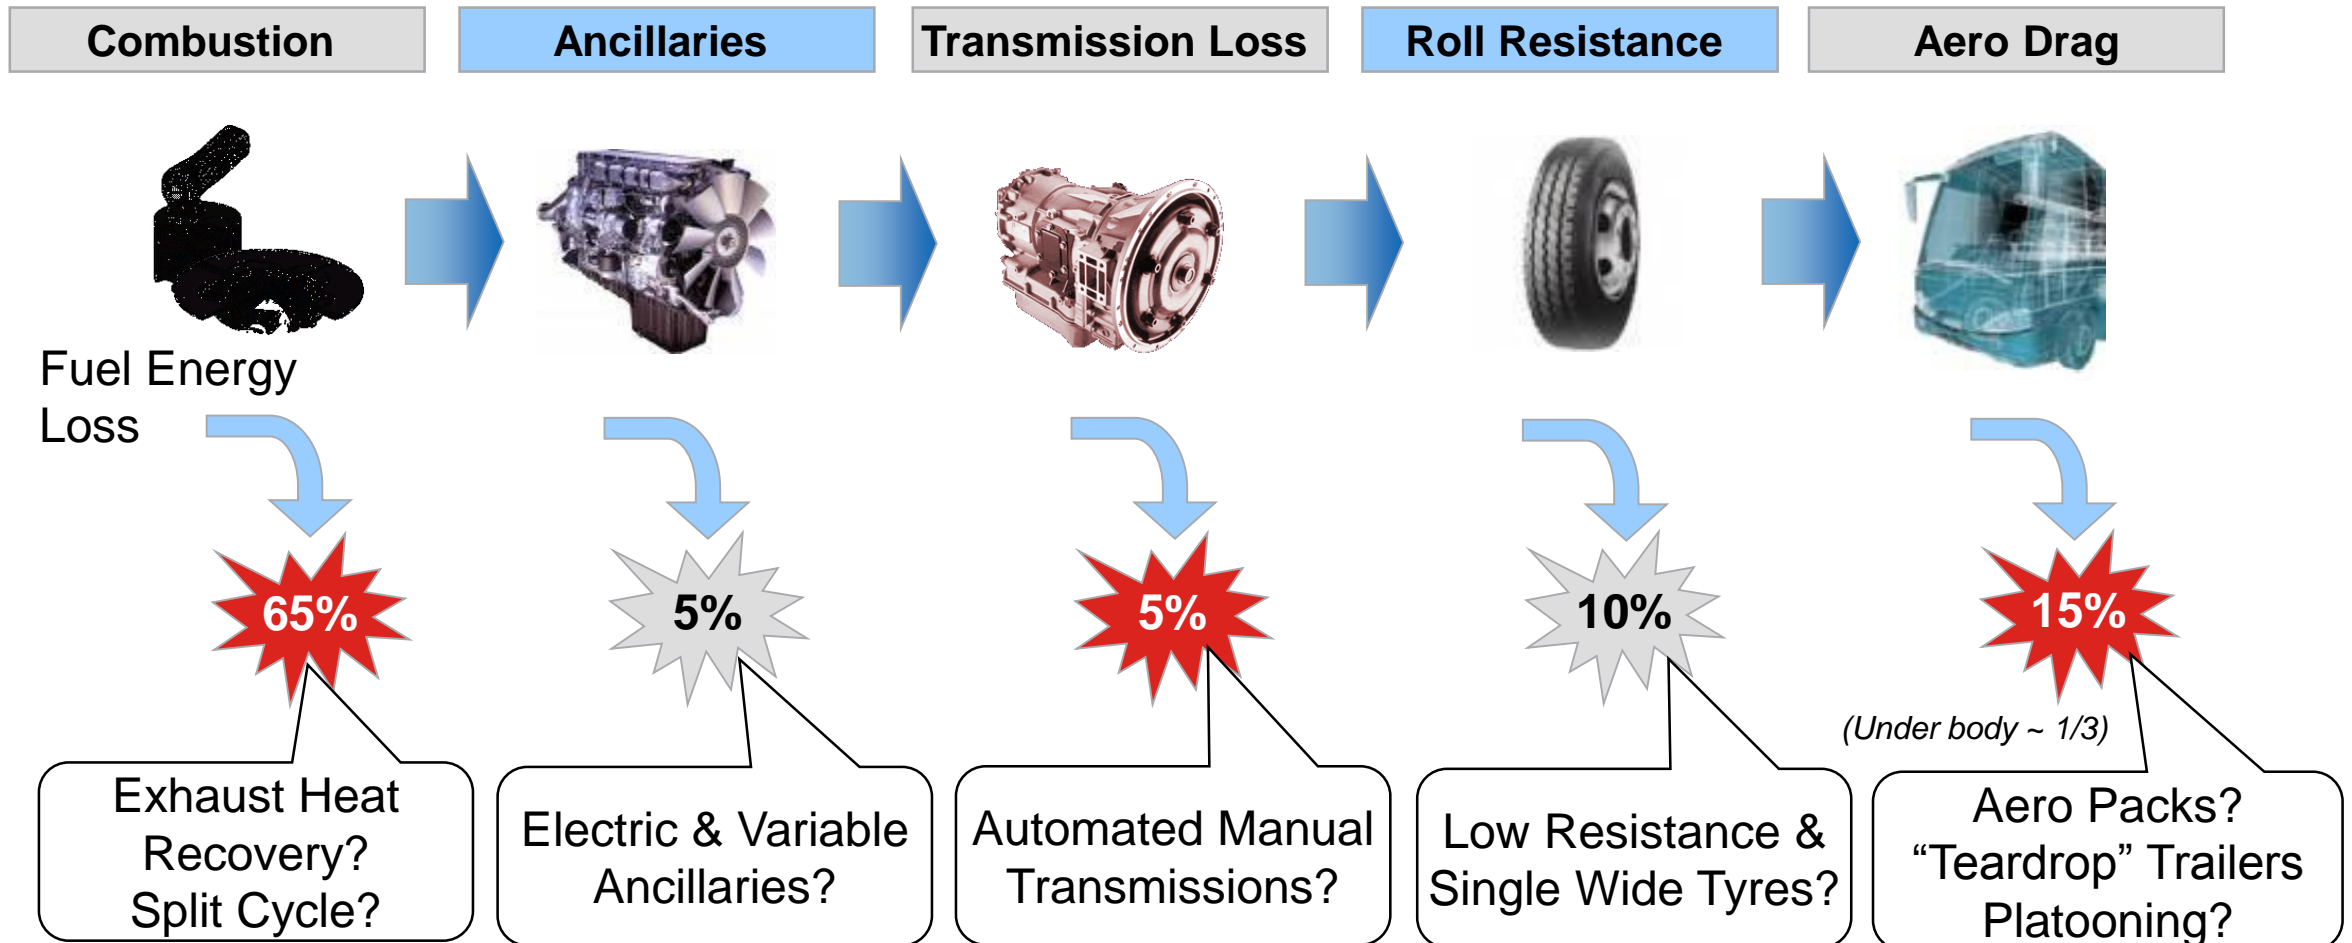 Combustion
Ancillaries
Transmission Loss
Roll Resistance
Aero Drag
Fuel Energy
Loss
65%
5%
5%
10%
15%
(Under body ~ 1/3)
Exhaust Heat
Recovery?
Split Cycle?
Electric & Variable
Ancillaries?
Automated Manual
Transmissions?
Low Resistance &
Single Wide Tyres?
Aero Packs?
“Teardrop” Trailers
Platooning?